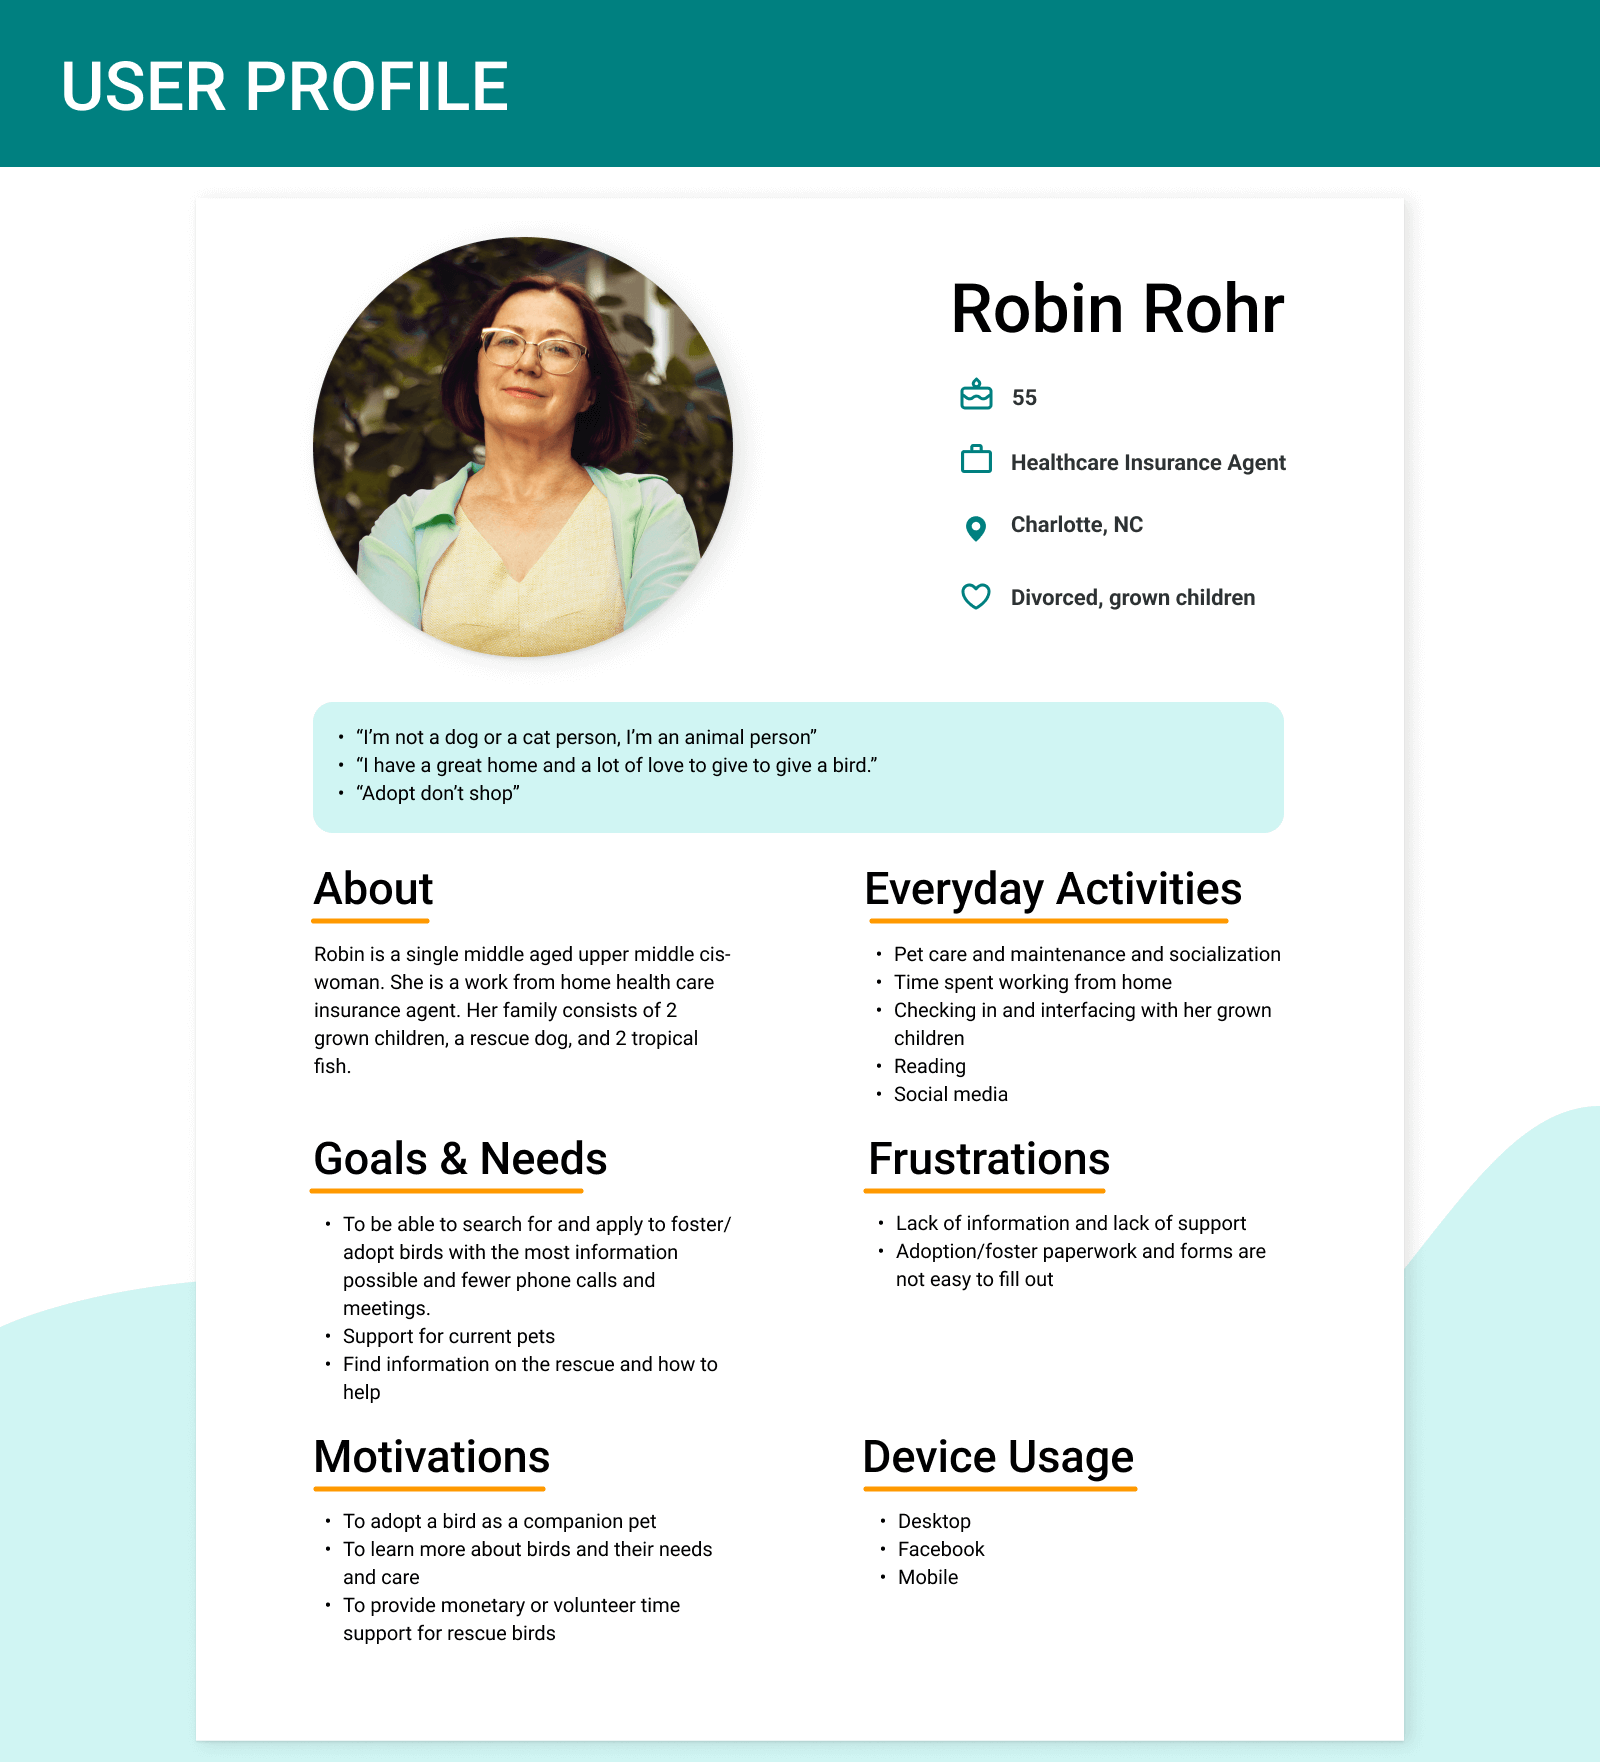 USER PROFILE
Robin Rohr
55
Healthcare Insurance Agent
Charlotte, NC
Divorced, grown children
• “I’m not a dog or a cat person, I’m an animal person”
• “I have a great home and a lot of love to give to give a bird.”
• “Adopt don’t shop”
About
Robin is a single middle aged upper middle cis-
woman. She is a work from home health care
insurance agent. Her family consists of 2
grown children, a rescue dog, and 2 tropical
fish.
Everyday Activities
• Pet care and maintenance and socialization
• Time spent working from home
• Checking in and interfacing with her grown
children
• Reading
• Social media
Goals & Needs
• To be able to search for and apply to foster/
adopt birds with the most information
possible and fewer phone calls and
meetings.
• Support for current pets
• Find information on the rescue and how to
help
Frustrations
• Lack of information and lack of support
• Adoption/foster paperwork and forms are
not easy to fill out
Motivations
• To adopt a bird as a companion pet
• To learn more about birds and their needs
and care
• To provide monetary or volunteer time
support for rescue birds
Device Usage
• Desktop
• Facebook
• Mobile